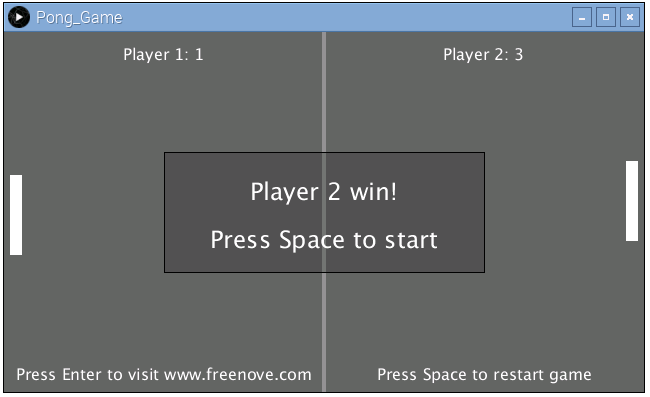 Pong_Game
Player 1: 1
Player 2: 3
Player 2 win!
Press Space to start
Press Enter to visit www.freenove.com
Press Space to restart game